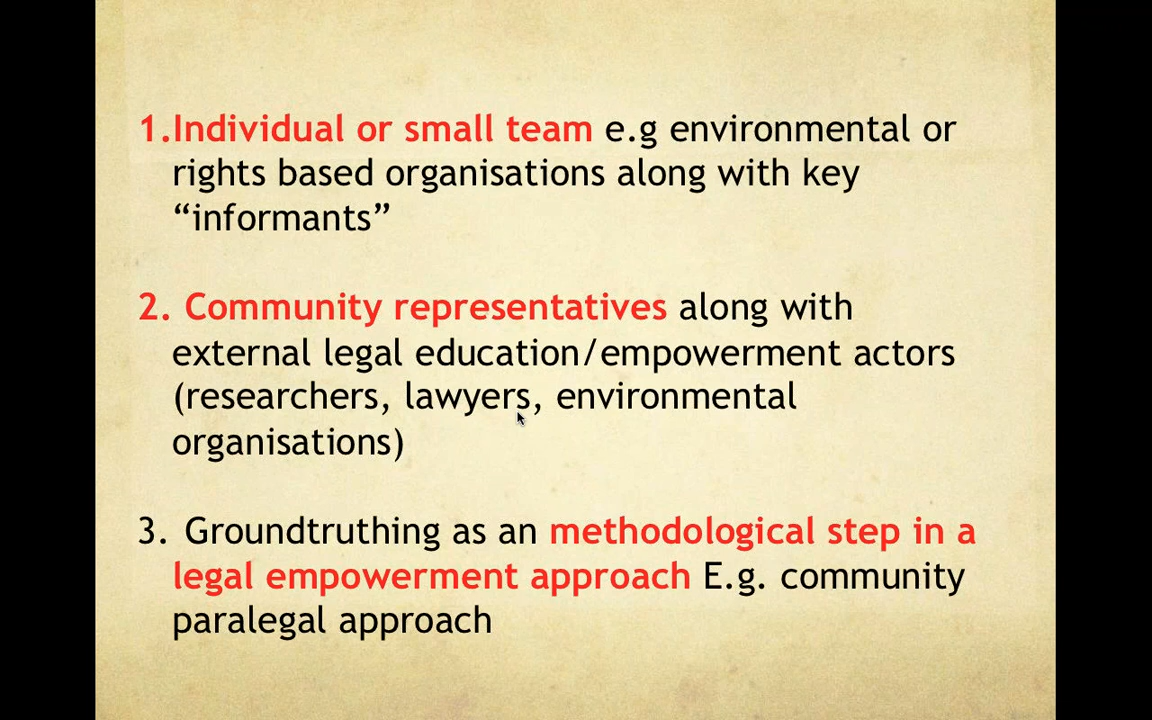 1.Individual or small team e.g environmental or
rights based organisations along with key
“informants”
2. Community representatives along with
external legal education/empowerment actors
(researchers, lawyers, environmental
organisations)
3. Groundtruthing as an methodological step in a
legal empowerment approach E.g. community
paralegal approach